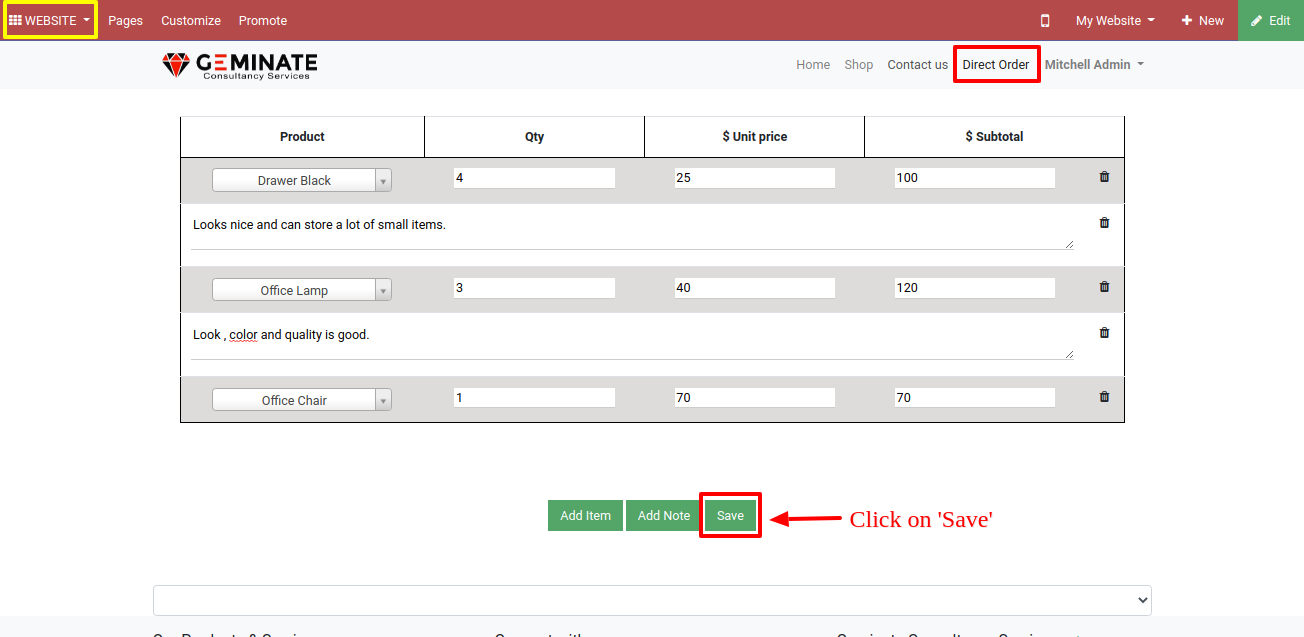 WEBSITE Pages Customize Promote My Website New Edit
GEMINATE
Consultancy Services
Home Shop Contact us Direct Order Mitchell Admin
Product Qty $ Unit price $ Subtotal
Drawer Black 4 25 100
Looks nice and can store a lot of small items.
Office Lamp 3 40 120
Look , color and quality is good.
Office Chair 1 70 70
Add Item Add Note Save Click on 'Save'